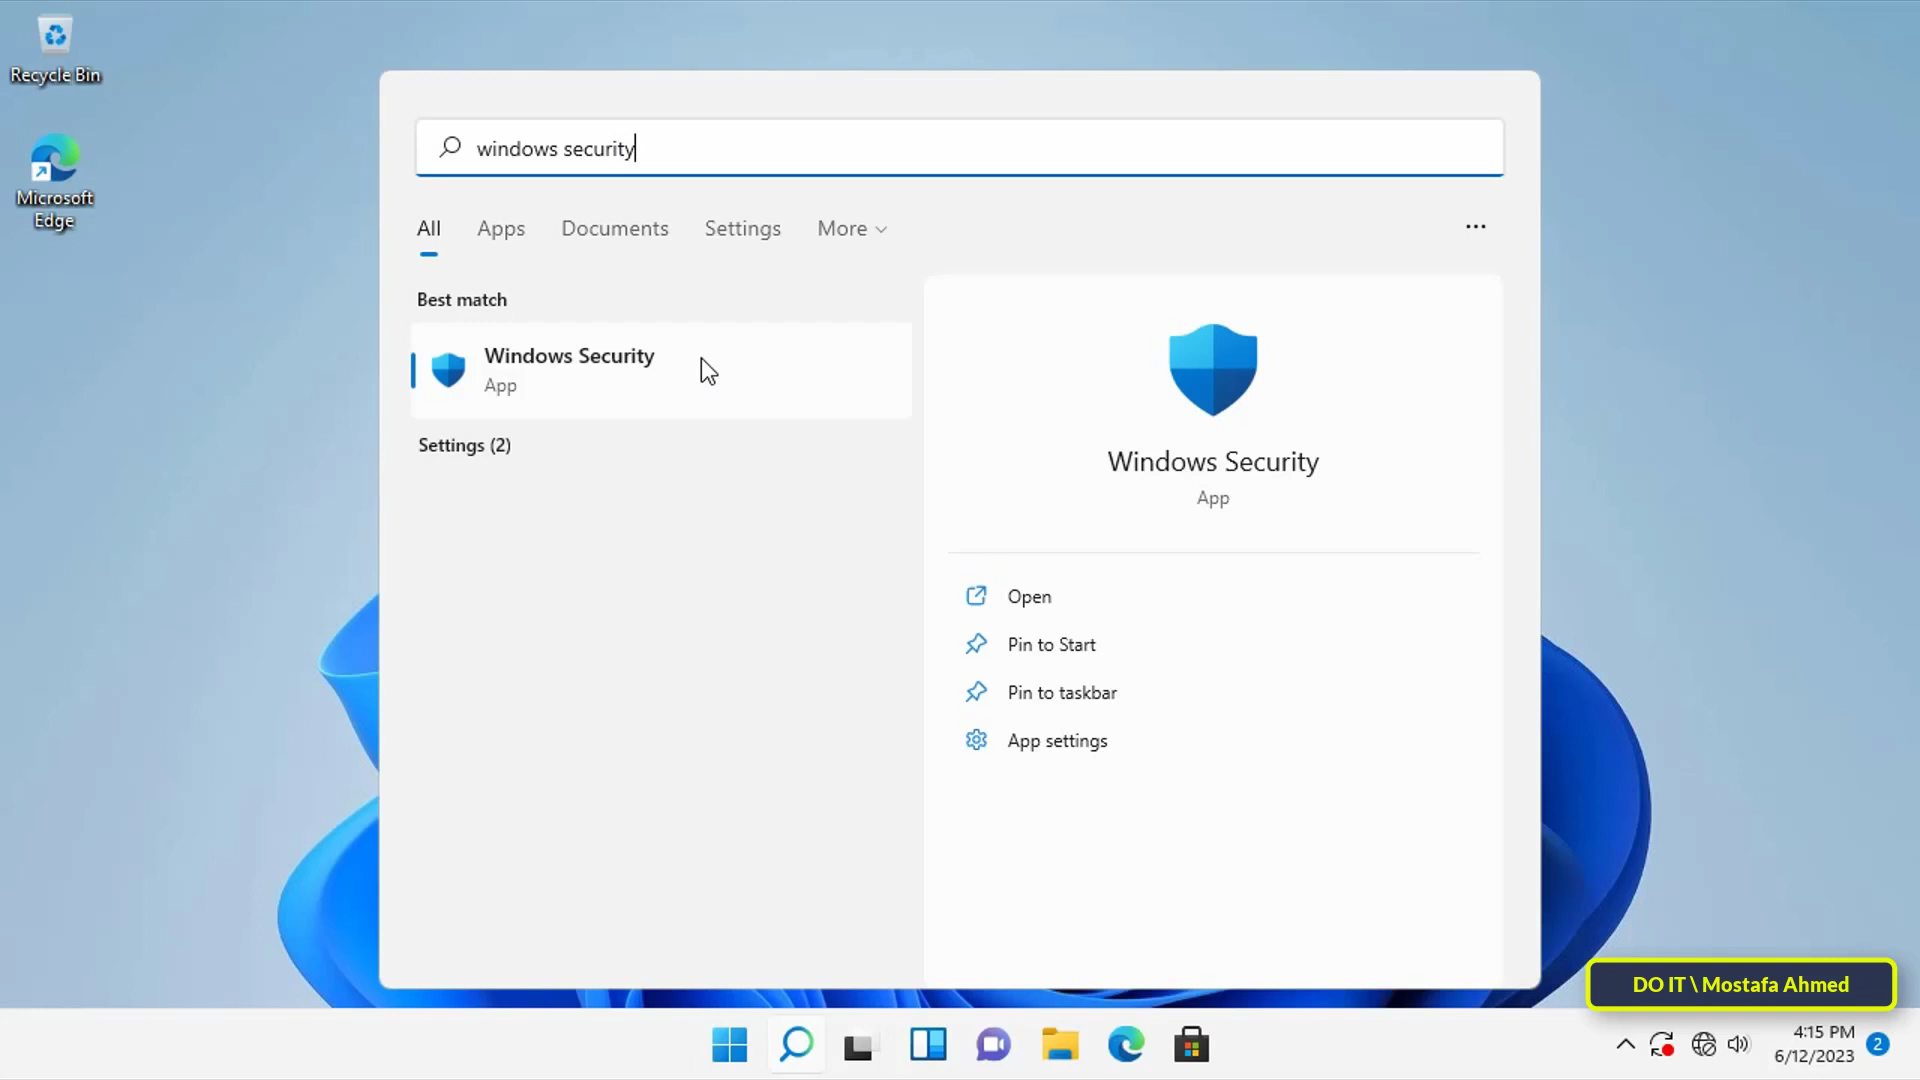 Recycle Bin
Microsoft
Edge
windows security
All Apps Documents Settings More
Best match
Windows Security
App
Settings (2)
Windows Security
App
Open
Pin to Start
Pin to taskbar
App settings
DO IT \ Mostafa Ahmed
4:15 PM
6/12/2023
2